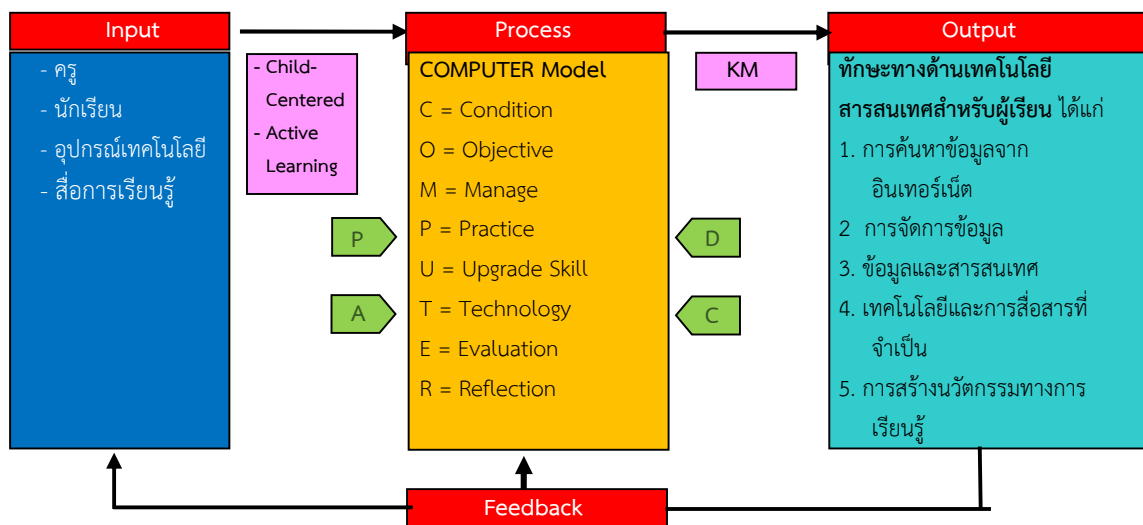 Input
- ครู
- นักเรียน
- อุปกรณ์เทคโนโลยี
- สื่อการเรียนรู้
- Child-
Centered
- Active
Learning
Process
COMPUTER Model
C = Condition
O = Objective
M = Manage
P = Practice
U = Upgrade Skill
T = Technology
E = Evaluation
R = Reflection
P
A
D
C
KM
Output
ทักษะทางด้านเทคโนโลยี
สารสนเทศสำหรับผู้เรียน ได้แก่
1. การค้นหาข้อมูลจาก
อินเทอร์เน็ต
2 การจัดการข้อมูล
3. ข้อมูลและสารสนเทศ
4. เทคโนโลยีและการสื่อสารที่
จำเป็น
5. การสร้างนวัตกรรมทางการ
เรียนรู้
Feedback